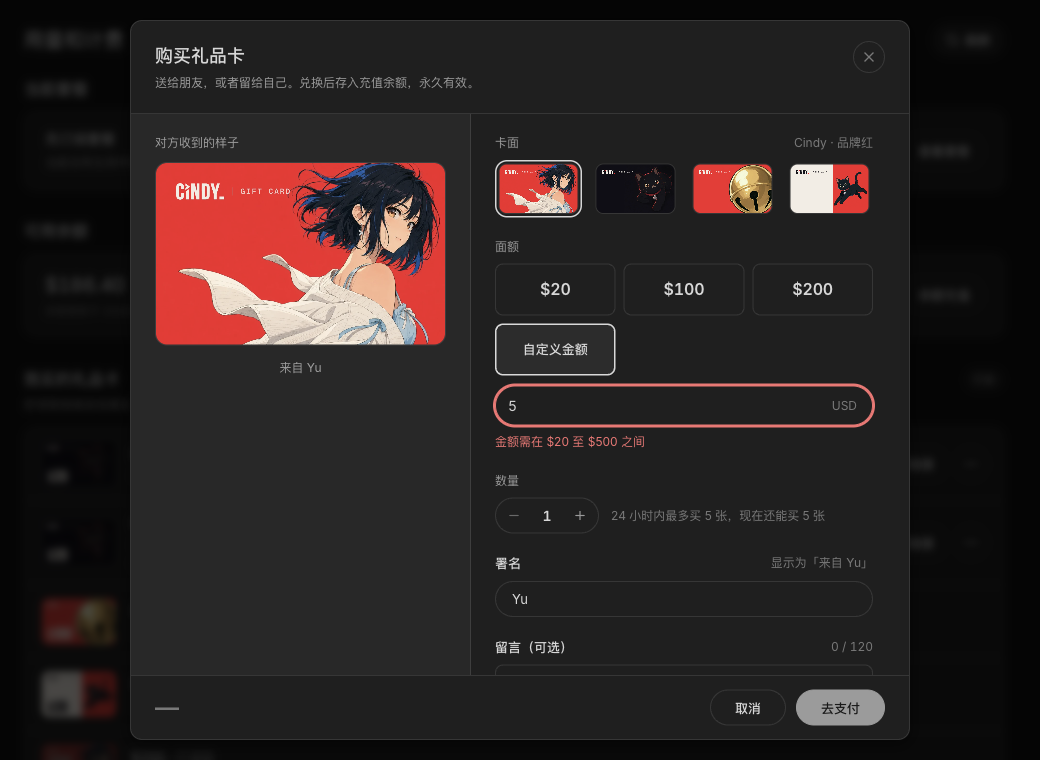 购买礼品卡
送给朋友，或者留给自己。兑换后存入充值余额，永久有效。
对方收到的样子
CINDY_
GIFT CARD
来自 Yu
卡面
Cindy · 品牌红
面额
$20
$100
$200
自定义金额
5
USD
金额需在 $20 至 $500 之间
数量
− 1 +
24 小时内最多买 5 张，现在还能买 5 张
署名
显示为「来自 Yu」
Yu
留言（可选）
0 / 120
取消
去支付